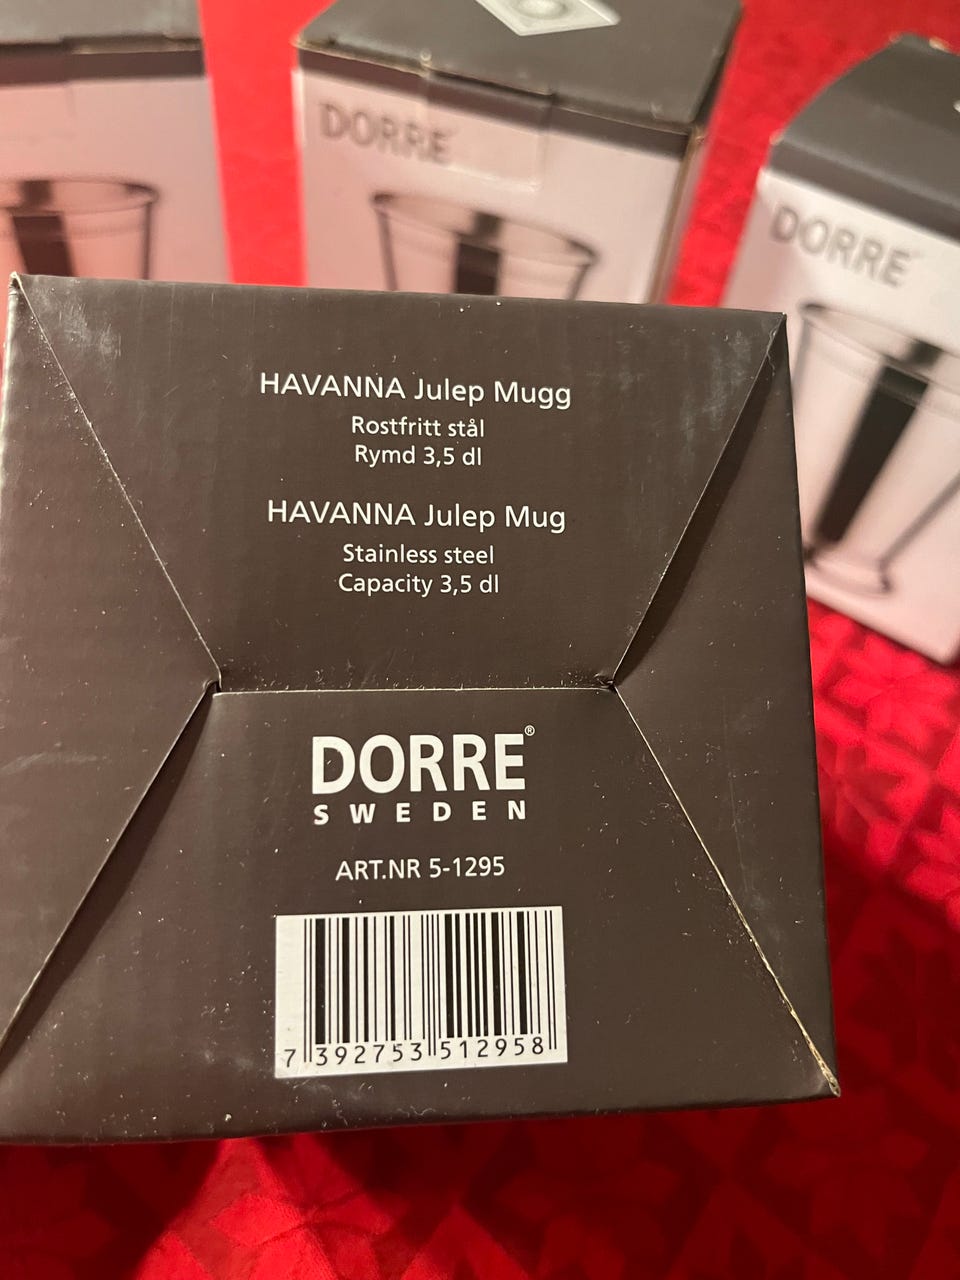 DORRE
DORRE
HAVANNA Julep Mugg
Rostfritt stål
Rymd 3,5 dl
HAVANNA Julep Mug
Stainless steel
Capacity 3,5 dl
DORRE®
SWEDEN
ART.NR 5-1295
7 392753 512958